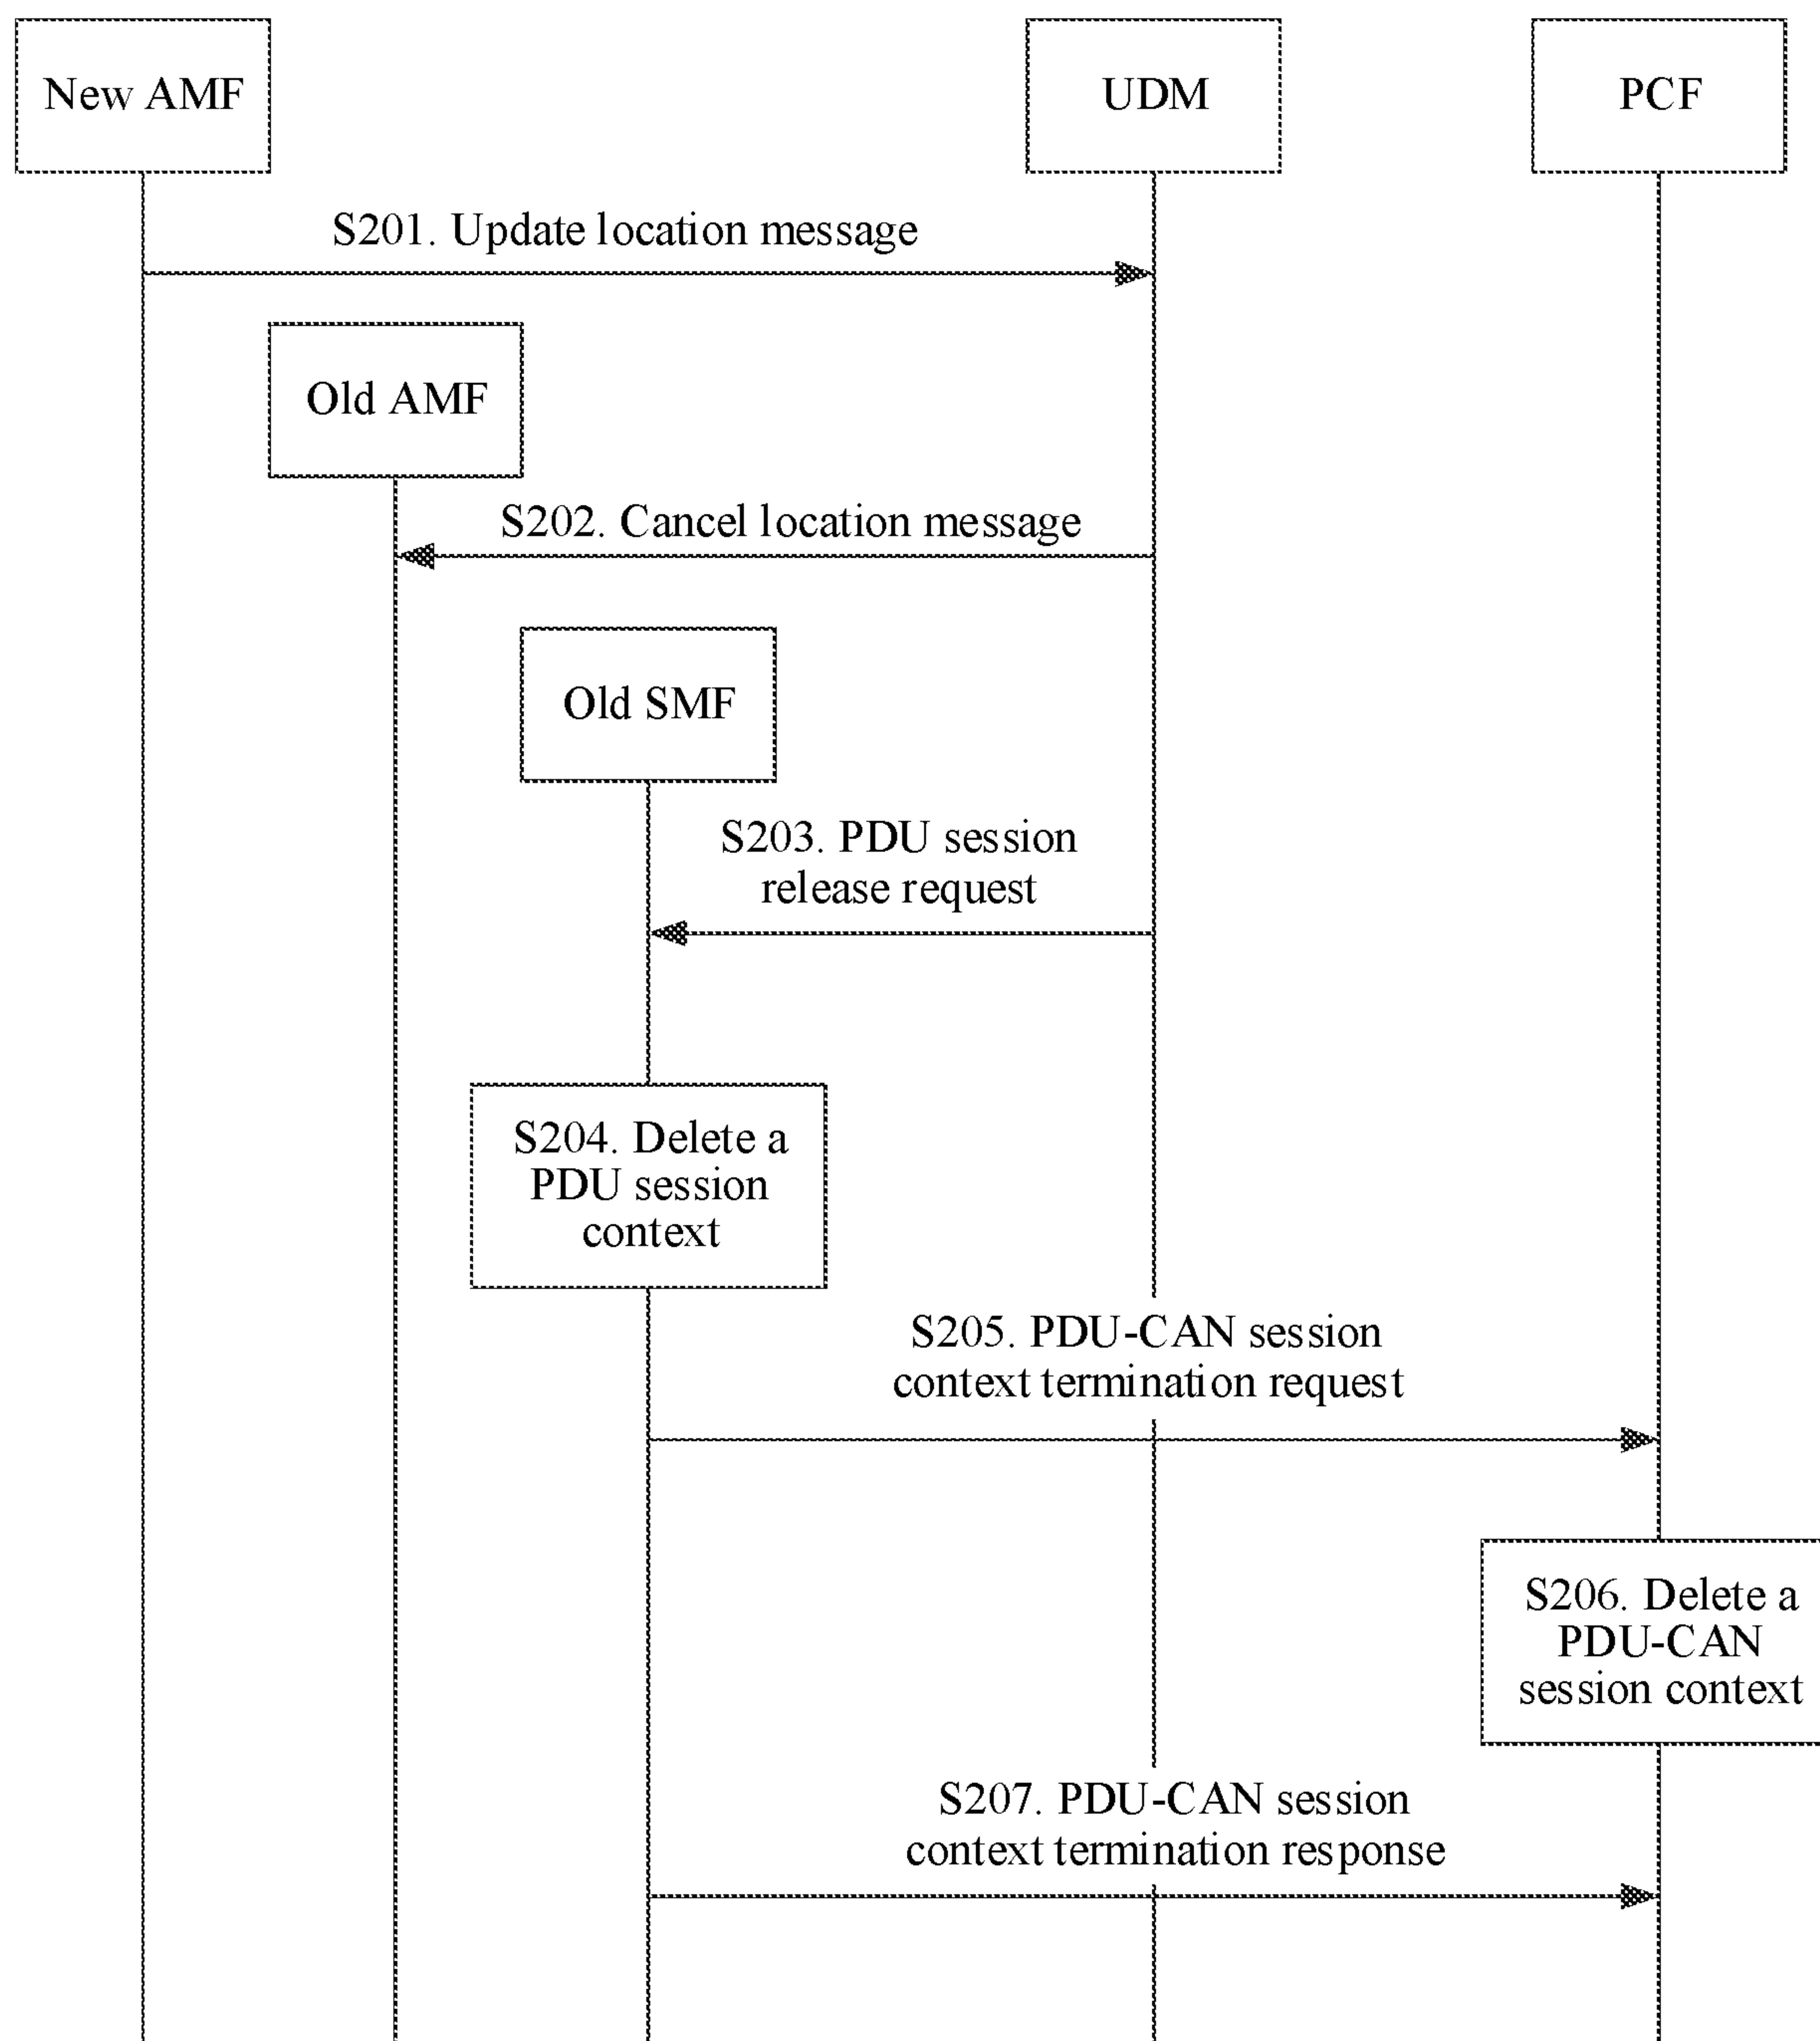 New AMF
UDM
PCF
S201. Update location message
Old AMF
S202. Cancel location message
Old SMF
S203. PDU session
release request
S204. Delete a
PDU session
context
S205. PDU-CAN session
context termination request
S206. Delete a
PDU-CAN
session context
S207. PDU-CAN session
context termination response